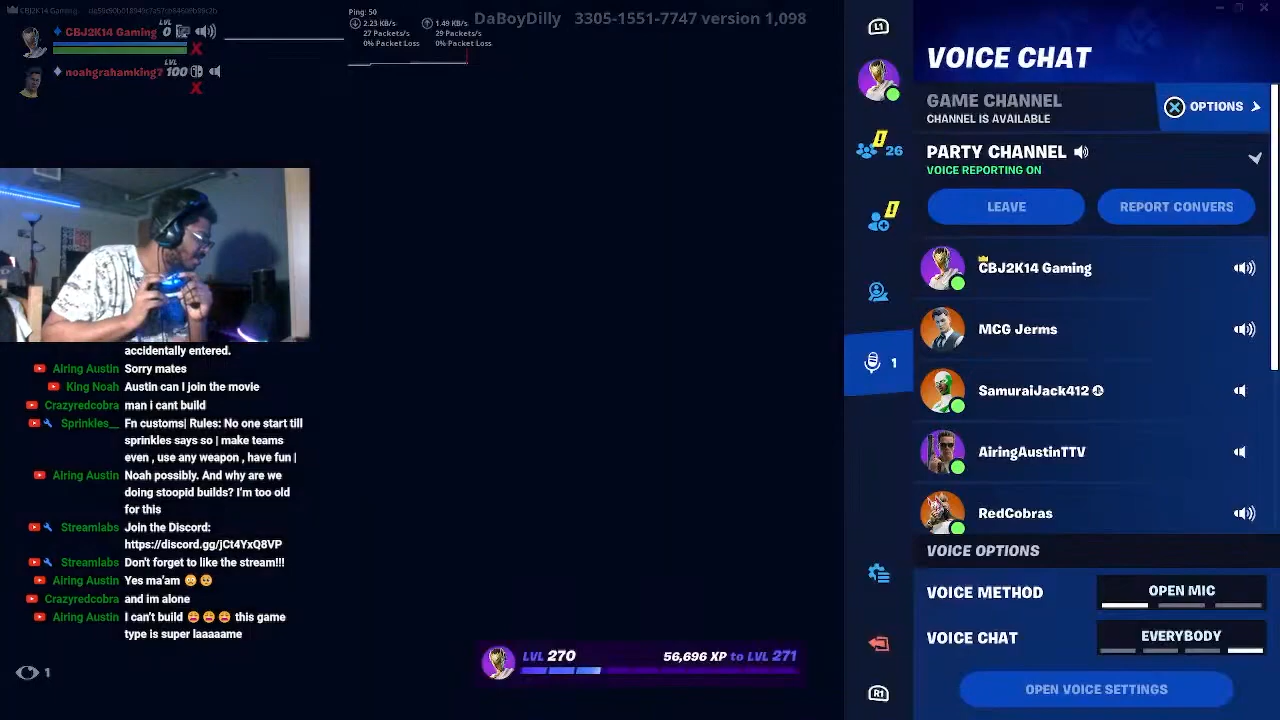 CBJ2K14 Gaming
Ping: 50
2.23 KB/s 1.49 KB/s
27 Packets/s 29 Packets/s
0% Packet Loss 0% Packet Loss
DaBoyDilly 3305-1551-7747 version 1,098
LVL
CBJ2K14 Gaming 0
X
LVL
noahgrahamking7 100
X
accidentally entered.
Airing Austin Sorry mates
King Noah Austin can I join the movie
Crazyredcobra man i cant build
Sprinkles__ Fn customs| Rules: No one start till
sprinkles says so | make teams
even , use any weapon , have fun |
Airing Austin Noah possibly. And why are we
doing stoopid builds? I'm too old
for this
Streamlabs Join the Discord:
https://discord.gg/jCt4YxQ8VP
Streamlabs Don't forget to like the stream!!!
Airing Austin Yes ma'am 😳 🥺
Crazyredcobra and im alone
Airing Austin I can't build 😩 😩 😩 this game
type is super laaaaame
1
LVL 270 56,696 XP to LVL 271
L1
26
1
R1
VOICE CHAT
GAME CHANNEL
CHANNEL IS AVAILABLE
OPTIONS
PARTY CHANNEL
VOICE REPORTING ON
LEAVE REPORT CONVERS
CBJ2K14 Gaming
MCG Jerms
SamuraiJack412
AiringAustinTTV
RedCobras
VOICE OPTIONS
VOICE METHOD OPEN MIC
VOICE CHAT EVERYBODY
OPEN VOICE SETTINGS